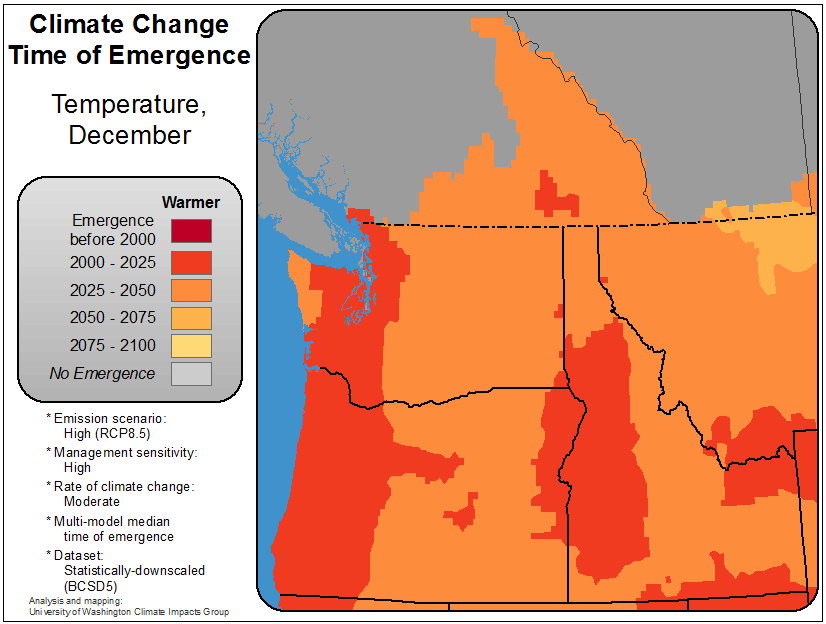 Climate Change
Time of Emergence
Temperature,
December
Warmer
Emergence
before 2000
2000 - 2025
2025 - 2050
2050 - 2075
2075 - 2100
No Emergence
* Emission scenario:
High (RCP8.5)
* Management sensitivity:
High
* Rate of climate change:
Moderate
* Multi-model median
time of emergence
* Dataset:
Statistically-downscaled
(BCSD5)
Analysis and mapping:
University of Washington Climate Impacts Group